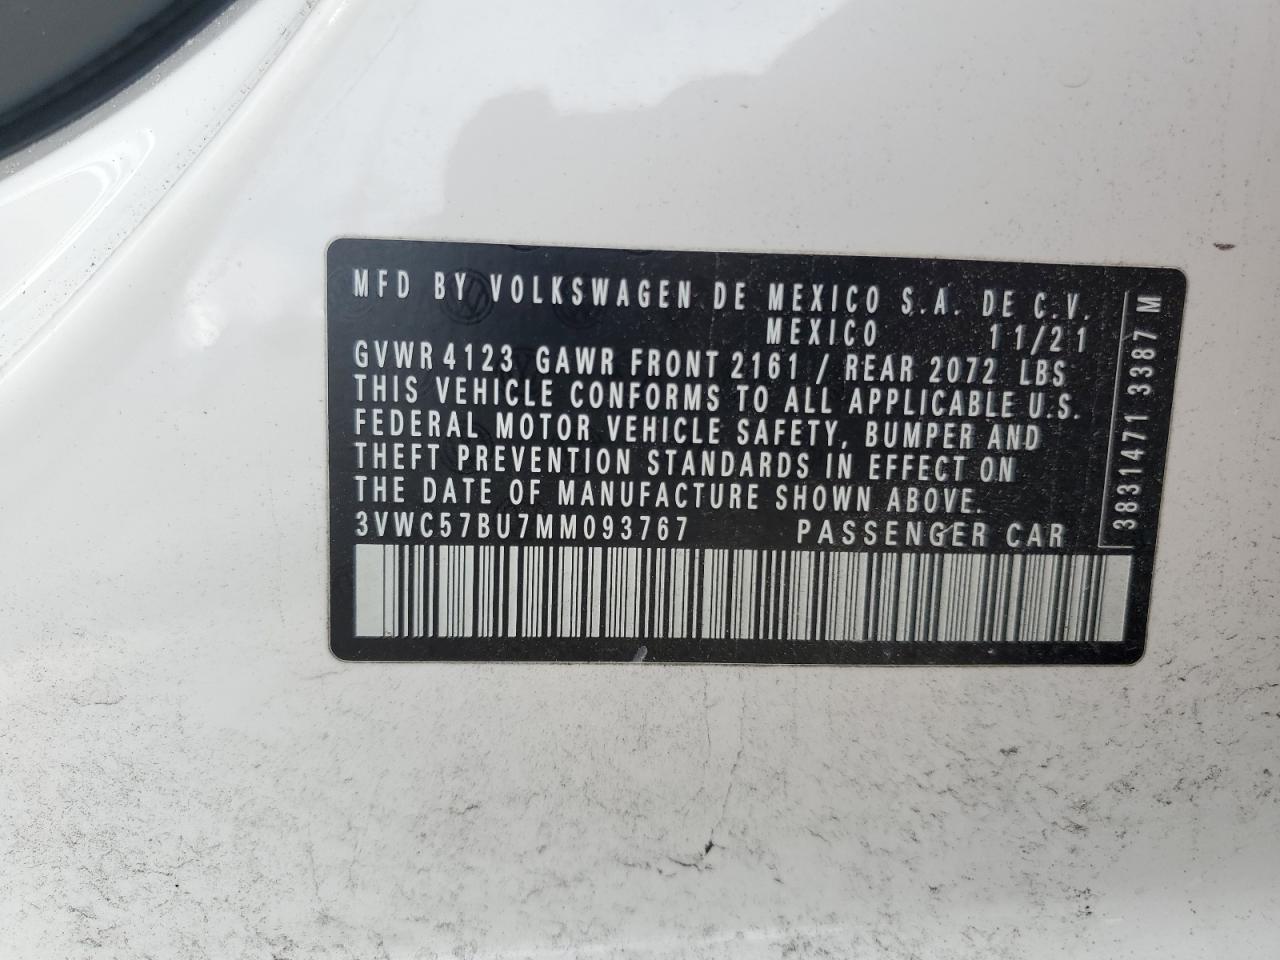 MFD BY VOLKSWAGEN DE MEXICO S.A. DE C.V.
MEXICO 11/21
GVWR 4123 GAWR FRONT 2161 / REAR 2072 LBS
THIS VEHICLE CONFORMS TO ALL APPLICABLE U.S.
FEDERAL MOTOR VEHICLE SAFETY, BUMPER AND
THEFT PREVENTION STANDARDS IN EFFECT ON
THE DATE OF MANUFACTURE SHOWN ABOVE.
3VWC57BU7MM093767 PASSENGER CAR
3831471 3387 M